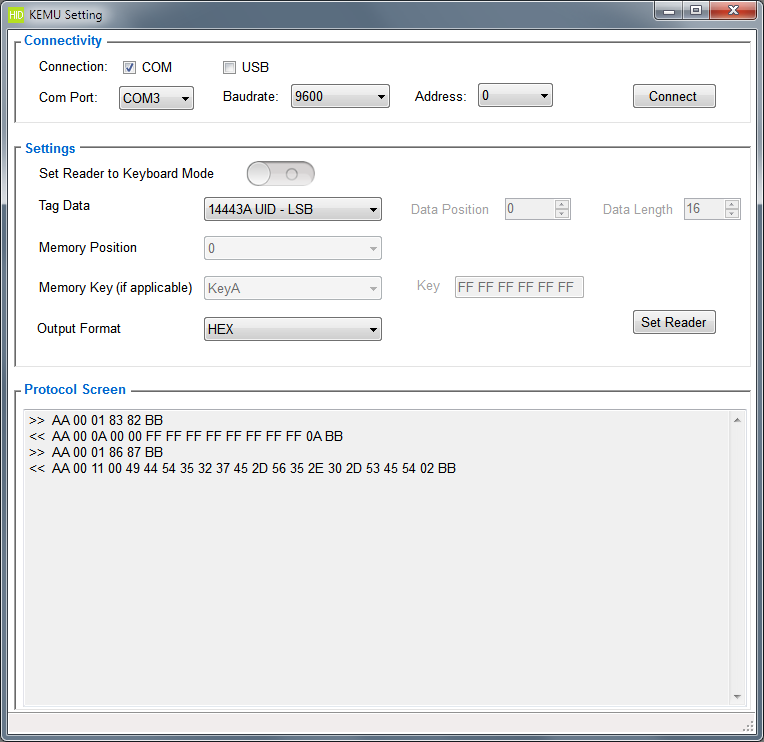 HID KEMU Setting
Connectivity
Connection: COM USB
Com Port: COM3 Baudrate: 9600 Address: 0 Connect
Settings
Set Reader to Keyboard Mode
Tag Data 14443A UID - LSB Data Position 0 Data Length 16
Memory Position 0
Memory Key (if applicable) KeyA Key FF FF FF FF FF FF
Output Format HEX Set Reader
Protocol Screen
>> AA 00 01 83 82 BB
<< AA 00 0A 00 00 FF FF FF FF FF FF FF FF 0A BB
>> AA 00 01 86 87 BB
<< AA 00 11 00 49 44 54 35 32 37 45 2D 56 35 2E 30 2D 53 45 54 02 BB